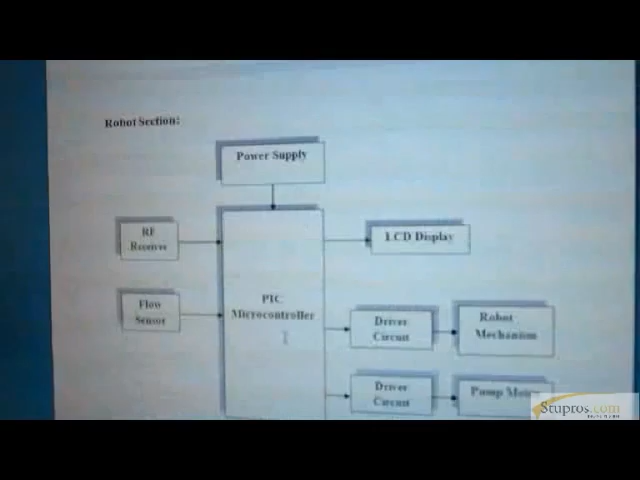 Robot Section:
Power Supply
RF
Receiver
LCD Display
Flow
Sensor
PIC
Microcontroller
Driver
Circuit
Robot
Mechanism
Driver
Circuit
Pump Motor
Stupros.com